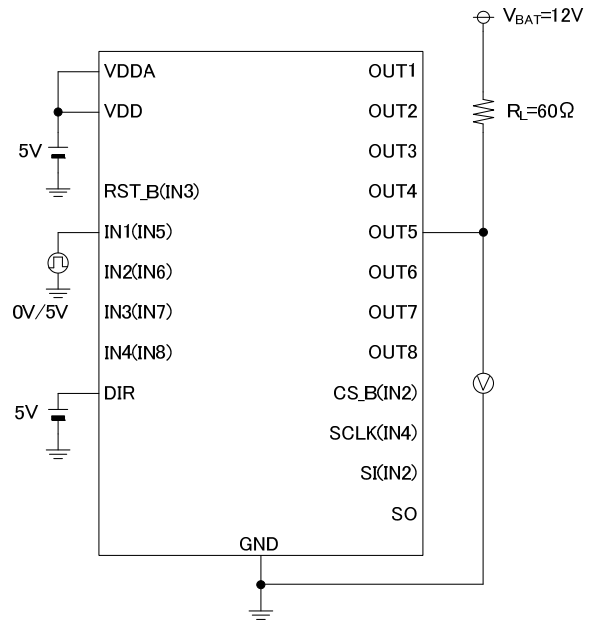 VBAT=12V
VDDA
OUT1
VDD
OUT2
RL=60Ω
5V
OUT3
RST_B(IN3)
OUT4
IN1(IN5)
OUT5
IN2(IN6)
OUT6
0V/5V
IN3(IN7)
OUT7
IN4(IN8)
OUT8
DIR
CS_B(IN2)
V
5V
SCLK(IN4)
SI(IN2)
SO
GND